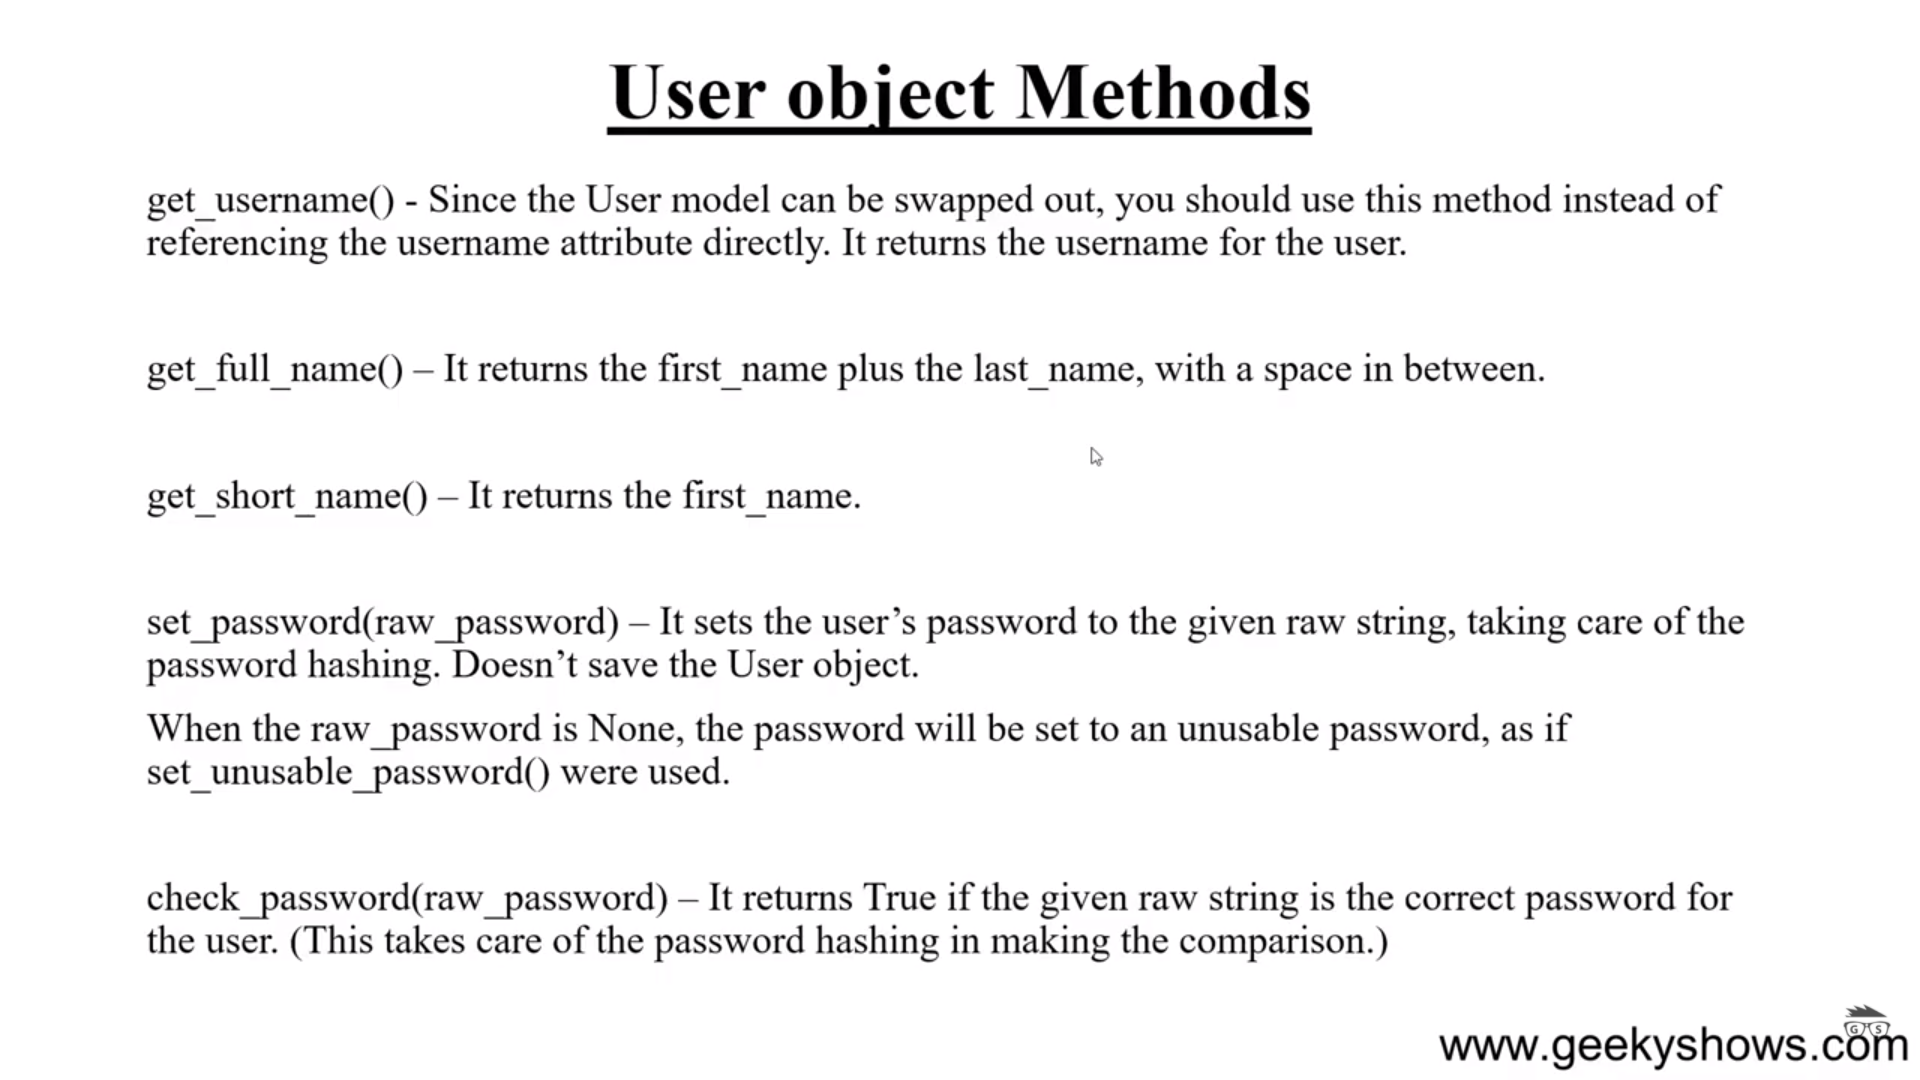 User object Methods
get_username() - Since the User model can be swapped out, you should use this method instead of
referencing the username attribute directly. It returns the username for the user.
get_full_name() – It returns the first_name plus the last_name, with a space in between.
get_short_name() – It returns the first_name.
set_password(raw_password) – It sets the user’s password to the given raw string, taking care of the
password hashing. Doesn’t save the User object.
When the raw_password is None, the password will be set to an unusable password, as if
set_unusable_password() were used.
check_password(raw_password) – It returns True if the given raw string is the correct password for
the user. (This takes care of the password hashing in making the comparison.)
G S
www.geekyshows.com